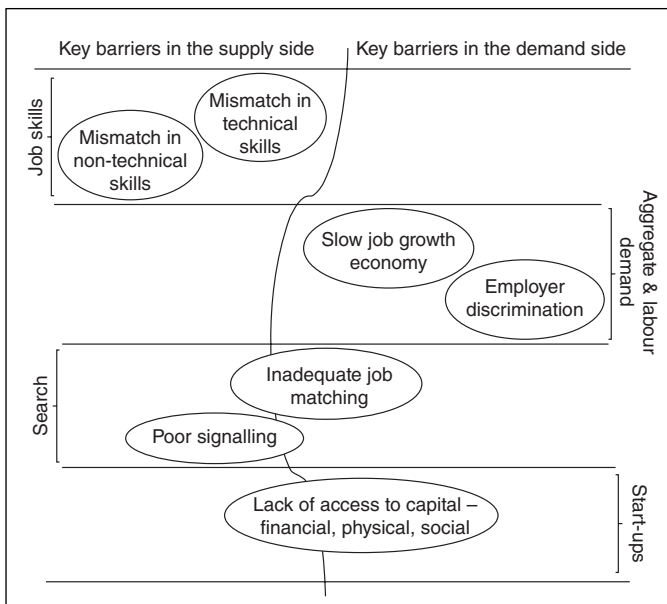 Key barriers in the supply side
Key barriers in the demand side
Job skills
Mismatch in
technical
skills
Mismatch in
non-technical
skills
Aggregate & labour
demand
Slow job growth
economy
Employer
discrimination
Search
Inadequate job
matching
Poor signalling
Start-ups
Lack of access to capital –
financial, physical, social